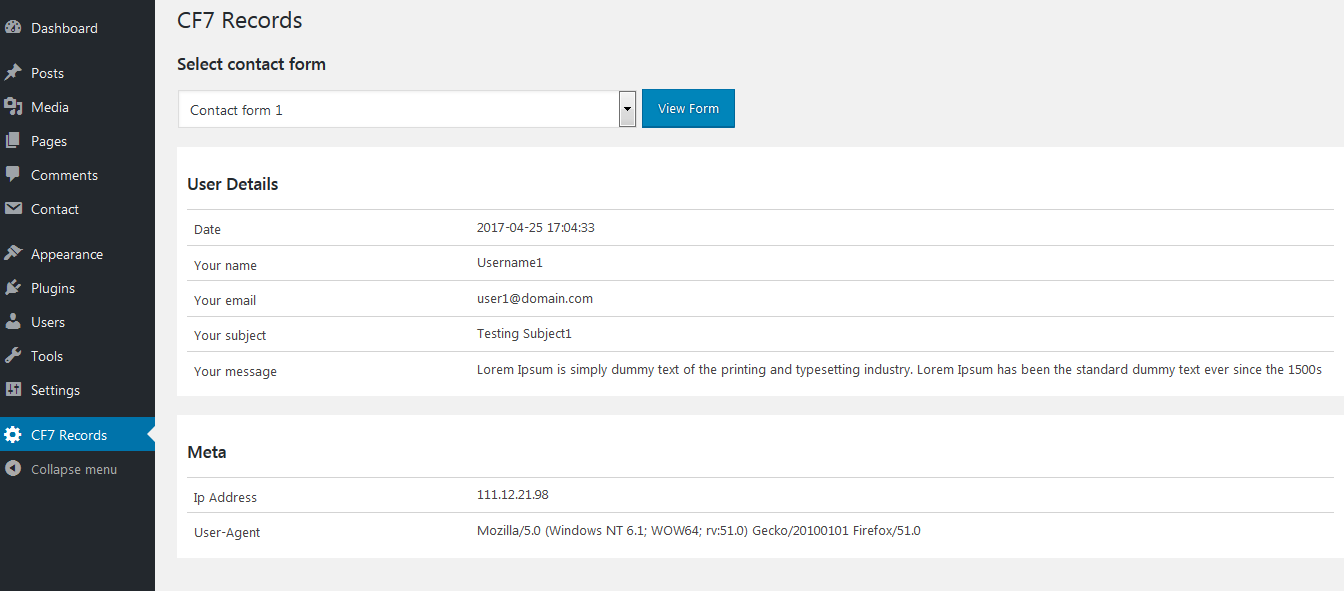 Dashboard
Posts
Media
Pages
Comments
Contact
Appearance
Plugins
Users
Tools
Settings
CF7 Records
Collapse menu
CF7 Records
Select contact form
Contact form 1
View Form
User Details
Date 2017-04-25 17:04:33
Your name Username1
Your email user1@domain.com
Your subject Testing Subject1
Your message Lorem Ipsum is simply dummy text of the printing and typesetting industry. Lorem Ipsum has been the standard dummy text ever since the 1500s
Meta
Ip Address 111.12.21.98
User-Agent Mozilla/5.0 (Windows NT 6.1; WOW64; rv:51.0) Gecko/20100101 Firefox/51.0